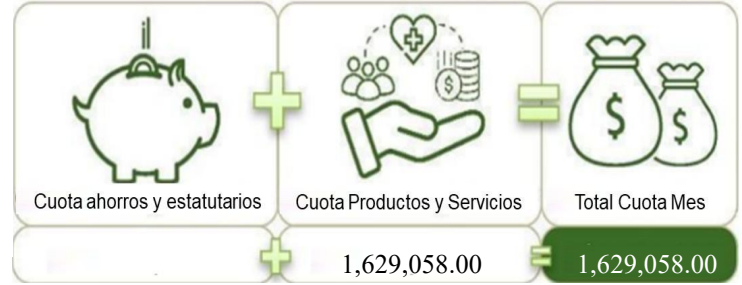 Cuota ahorros y estatutarios
Cuota Productos y Servicios
Total Cuota Mes
1,629,058.00
1,629,058.00